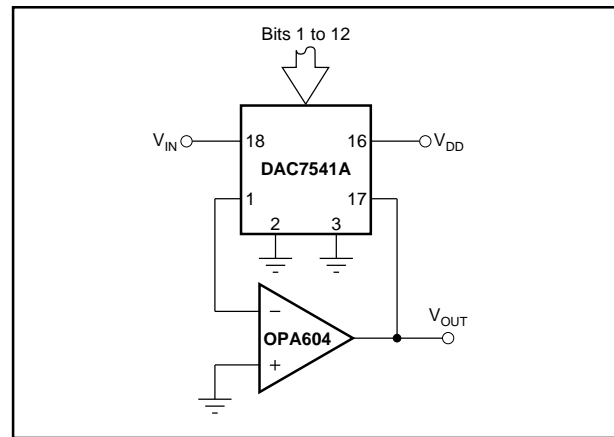 Bits 1 to 12
V_IN 18 16 V_DD
DAC7541A
1 17
2 3
V_OUT
−
OPA604
+